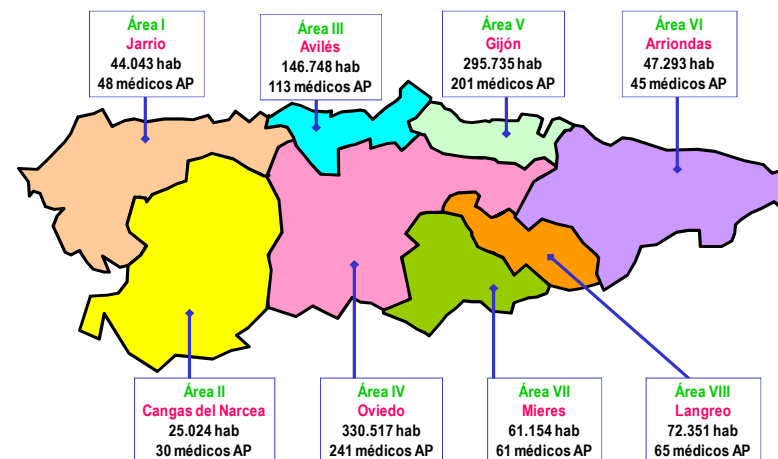 Área I
Jarrio
44.043 hab
48 médicos AP
Área III
Avilés
146.748 hab
113 médicos AP
Área V
Gijón
295.735 hab
201 médicos AP
Área VI
Arriondas
47.293 hab
45 médicos AP
Área II
Cangas del Narcea
25.024 hab
30 médicos AP
Área IV
Oviedo
330.517 hab
241 médicos AP
Área VII
Mieres
61.154 hab
61 médicos AP
Área VIII
Langreo
72.351 hab
65 médicos AP